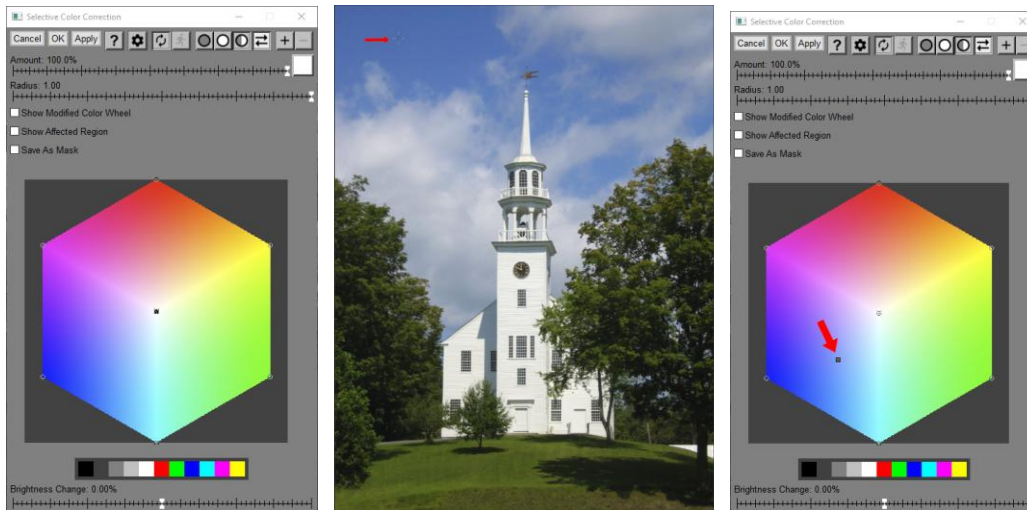 Selective Color Correction
Cancel OK Apply ?
Amount: 100.0%
Radius: 1.00
Show Modified Color Wheel
Show Affected Region
Save As Mask
Brightness Change: 0.00%
Selective Color Correction
Cancel OK Apply ?
Amount: 100.0%
Radius: 1.00
Show Modified Color Wheel
Show Affected Region
Save As Mask
Brightness Change: 0.00%